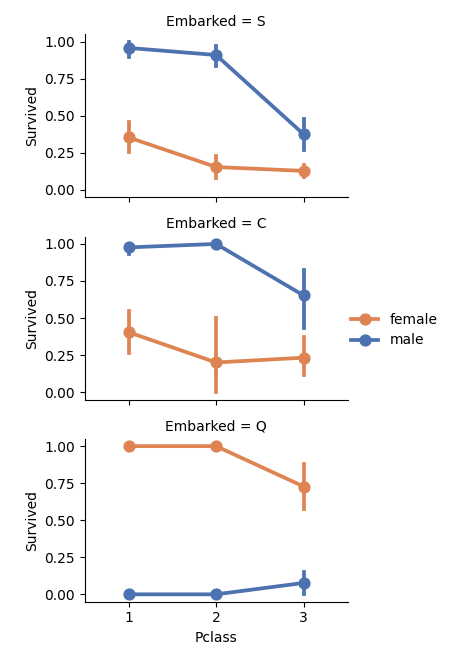 Embarked = S
1.00
0.75
0.50
0.25
0.00
Survived
Embarked = C
1.00
0.75
0.50
0.25
0.00
Survived
female
male
Embarked = Q
1.00
0.75
0.50
0.25
0.00
Survived
1 2 3
Pclass